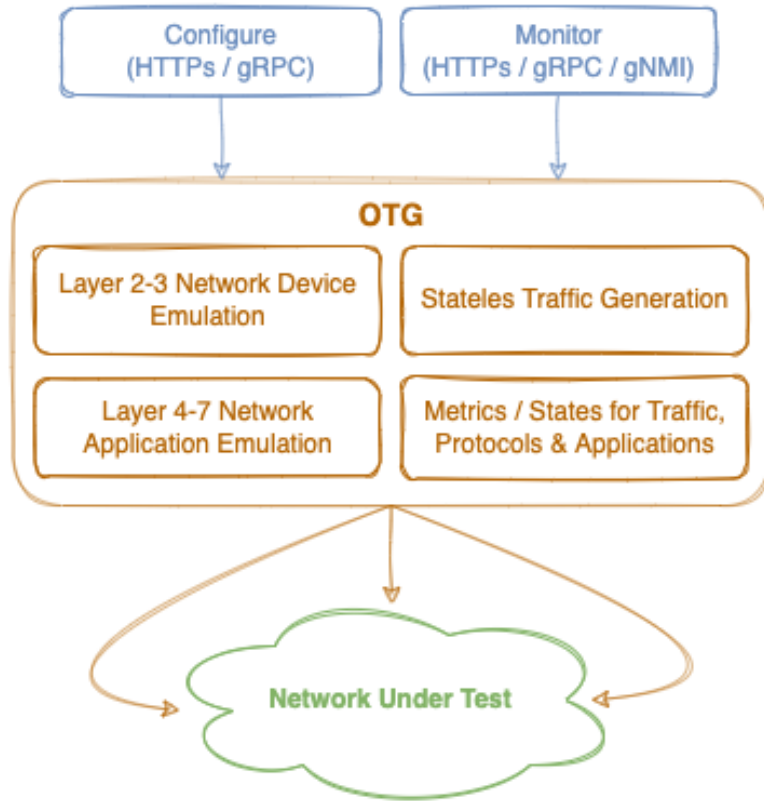 Configure
(HTTPs / gRPC)
Monitor
(HTTPs / gRPC / gNMI)
OTG
Layer 2-3 Network Device
Emulation
Stateles Traffic Generation
Layer 4-7 Network
Application Emulation
Metrics / States for Traffic,
Protocols & Applications
Network Under Test